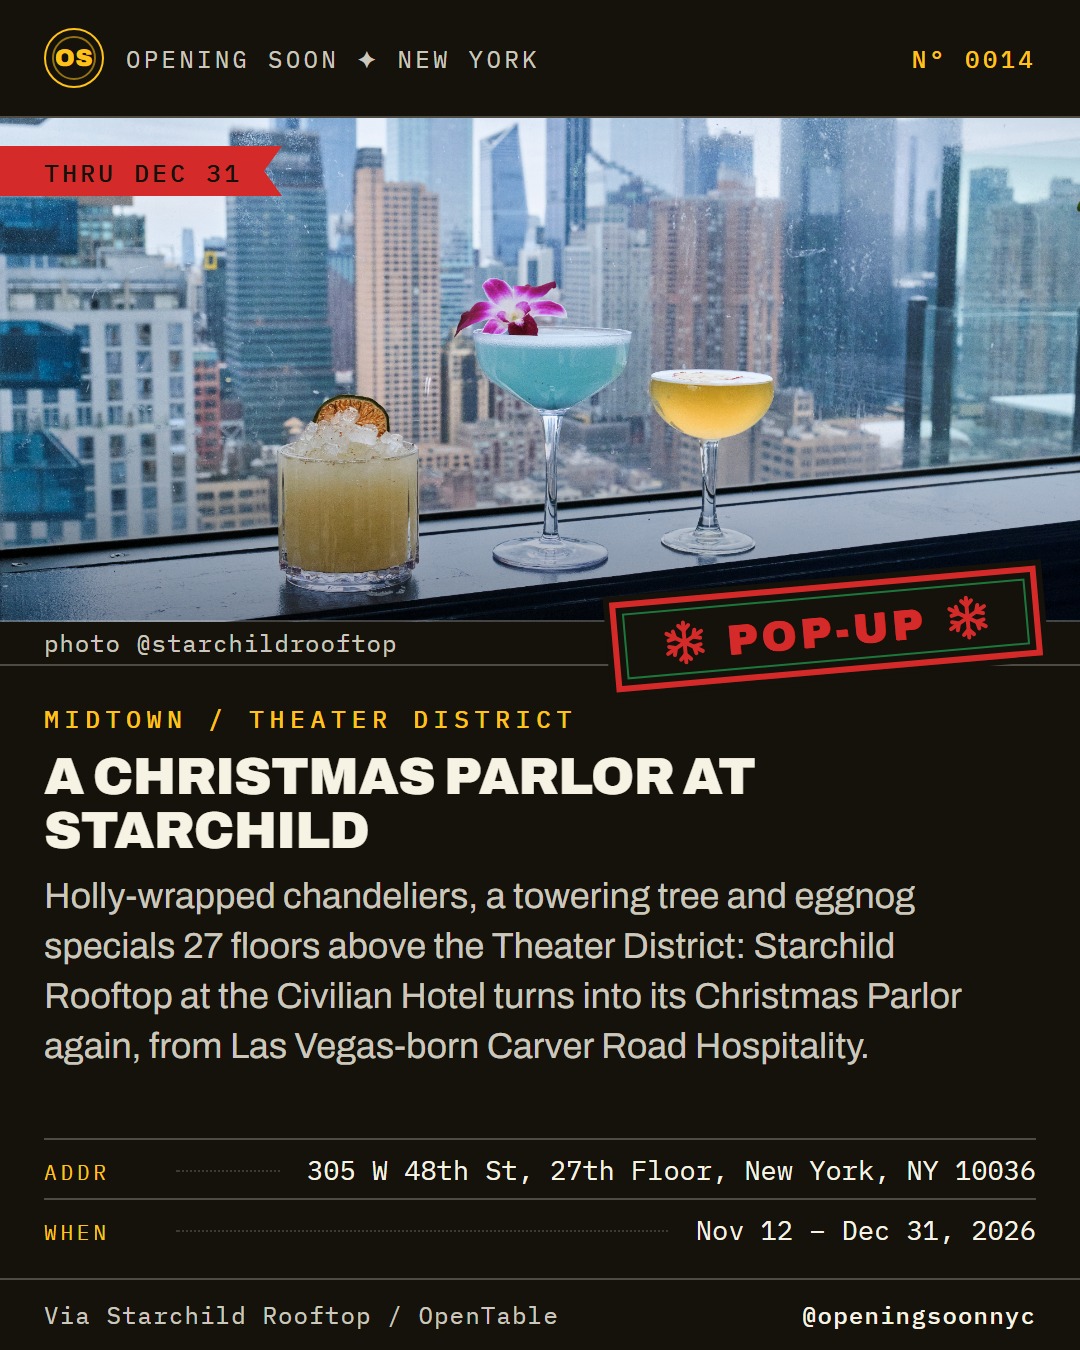 OS OPENING SOON ✦ NEW YORK
N° 0014
THRU DEC 31
photo @starchildrooftop
POP-UP
MIDTOWN / THEATER DISTRICT
A CHRISTMAS PARLOR AT
STARCHILD
Holly-wrapped chandeliers, a towering tree and eggnog
specials 27 floors above the Theater District: Starchild
Rooftop at the Civilian Hotel turns into its Christmas Parlor
again, from Las Vegas-born Carver Road Hospitality.
ADDR 305 W 48th St, 27th Floor, New York, NY 10036
WHEN Nov 12 – Dec 31, 2026
Via Starchild Rooftop / OpenTable
@openingsoonnyc